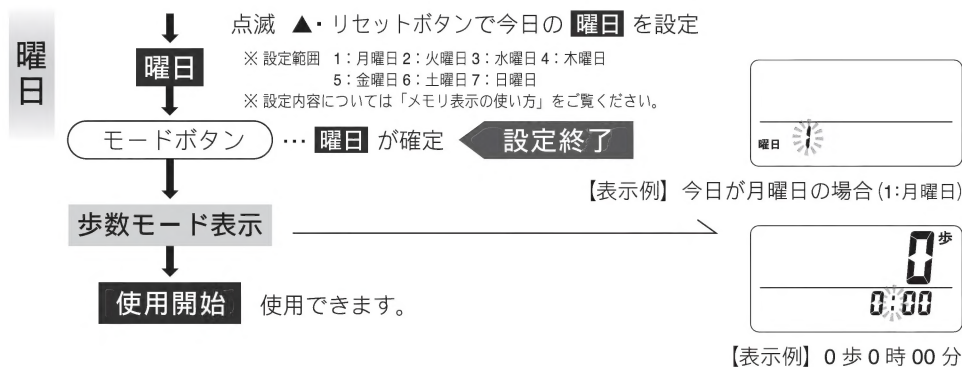 曜日
点滅 ▲・リセットボタンで今日の 曜日 を設定
曜日
※ 設定範囲 1：月曜日 2：火曜日 3：水曜日 4：木曜日
5：金曜日 6：土曜日 7：日曜日
※ 設定内容については「メモリ表示の使い方」をご覧ください。
モードボタン … 曜日 が確定 設定終了
曜日 1
【表示例】今日が月曜日の場合(1:月曜日)
歩数モード表示
0歩
0:00
使用開始 使用できます。
【表示例】0 歩 0 時 00 分